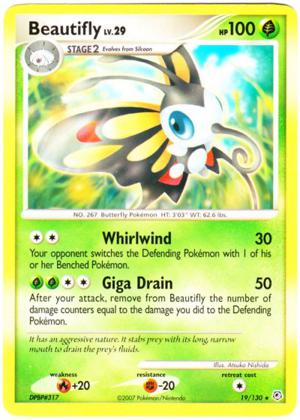 Beautifly LV.29 HP 100
STAGE 2 Evolves from Silcoon
NO. 267 Butterfly Pokémon HT: 3'03" WT: 62.6 lbs.
Whirlwind 30
Your opponent switches the Defending Pokémon with 1 of his
or her Benched Pokémon.
Giga Drain 50
After your attack, remove from Beautifly the number of
damage counters equal to the damage you did to the Defending
Pokémon.
It has an aggressive nature. It stabs prey with its long, narrow
mouth to drain the prey's fluids.
Illus. Atsuko Nishida
weakness resistance retreat cost
+20 -20
DPBP#317 ©2007 Pokémon/Nintendo 19/130